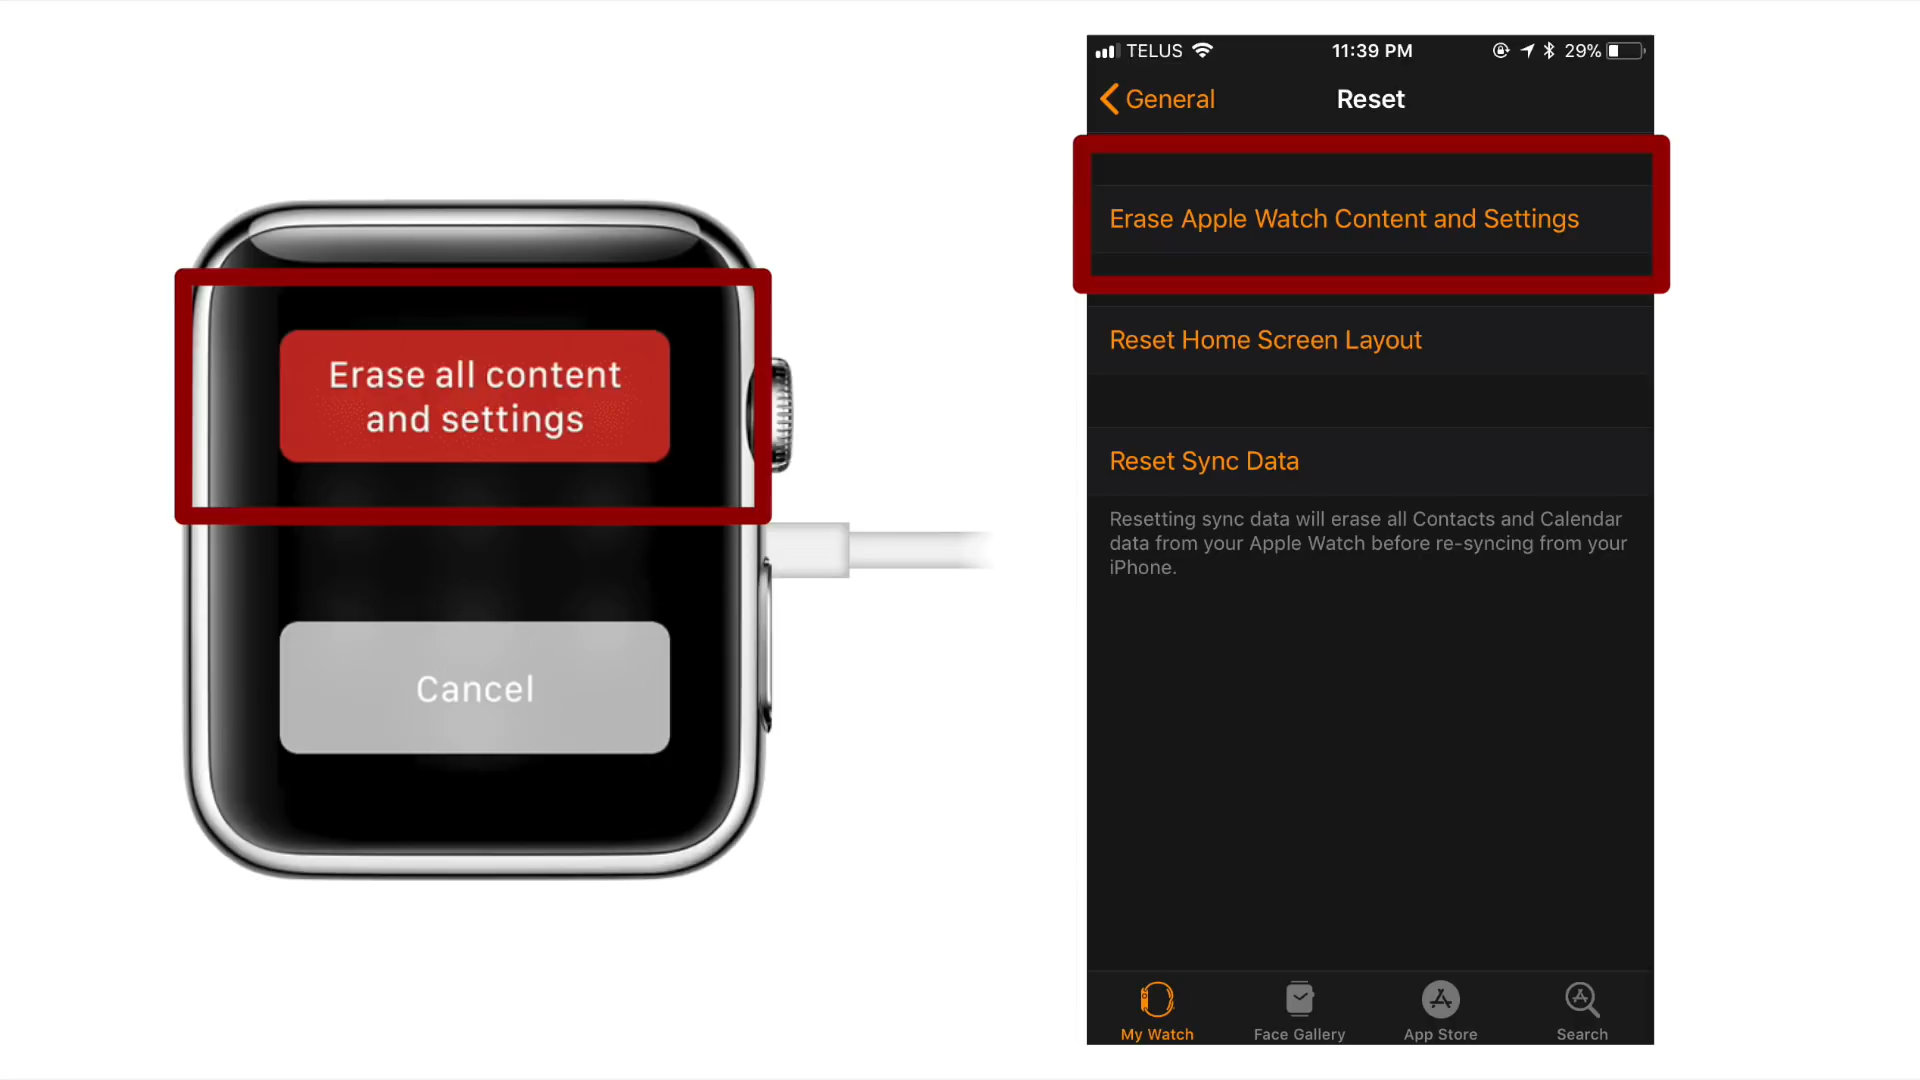 Erase all content
and settings
Cancel
TELUS
11:39 PM
29%
General
Reset
Erase Apple Watch Content and Settings
Reset Home Screen Layout
Reset Sync Data
Resetting sync data will erase all Contacts and Calendar
data from your Apple Watch before re-syncing from your
iPhone.
My Watch
Face Gallery
App Store
Search